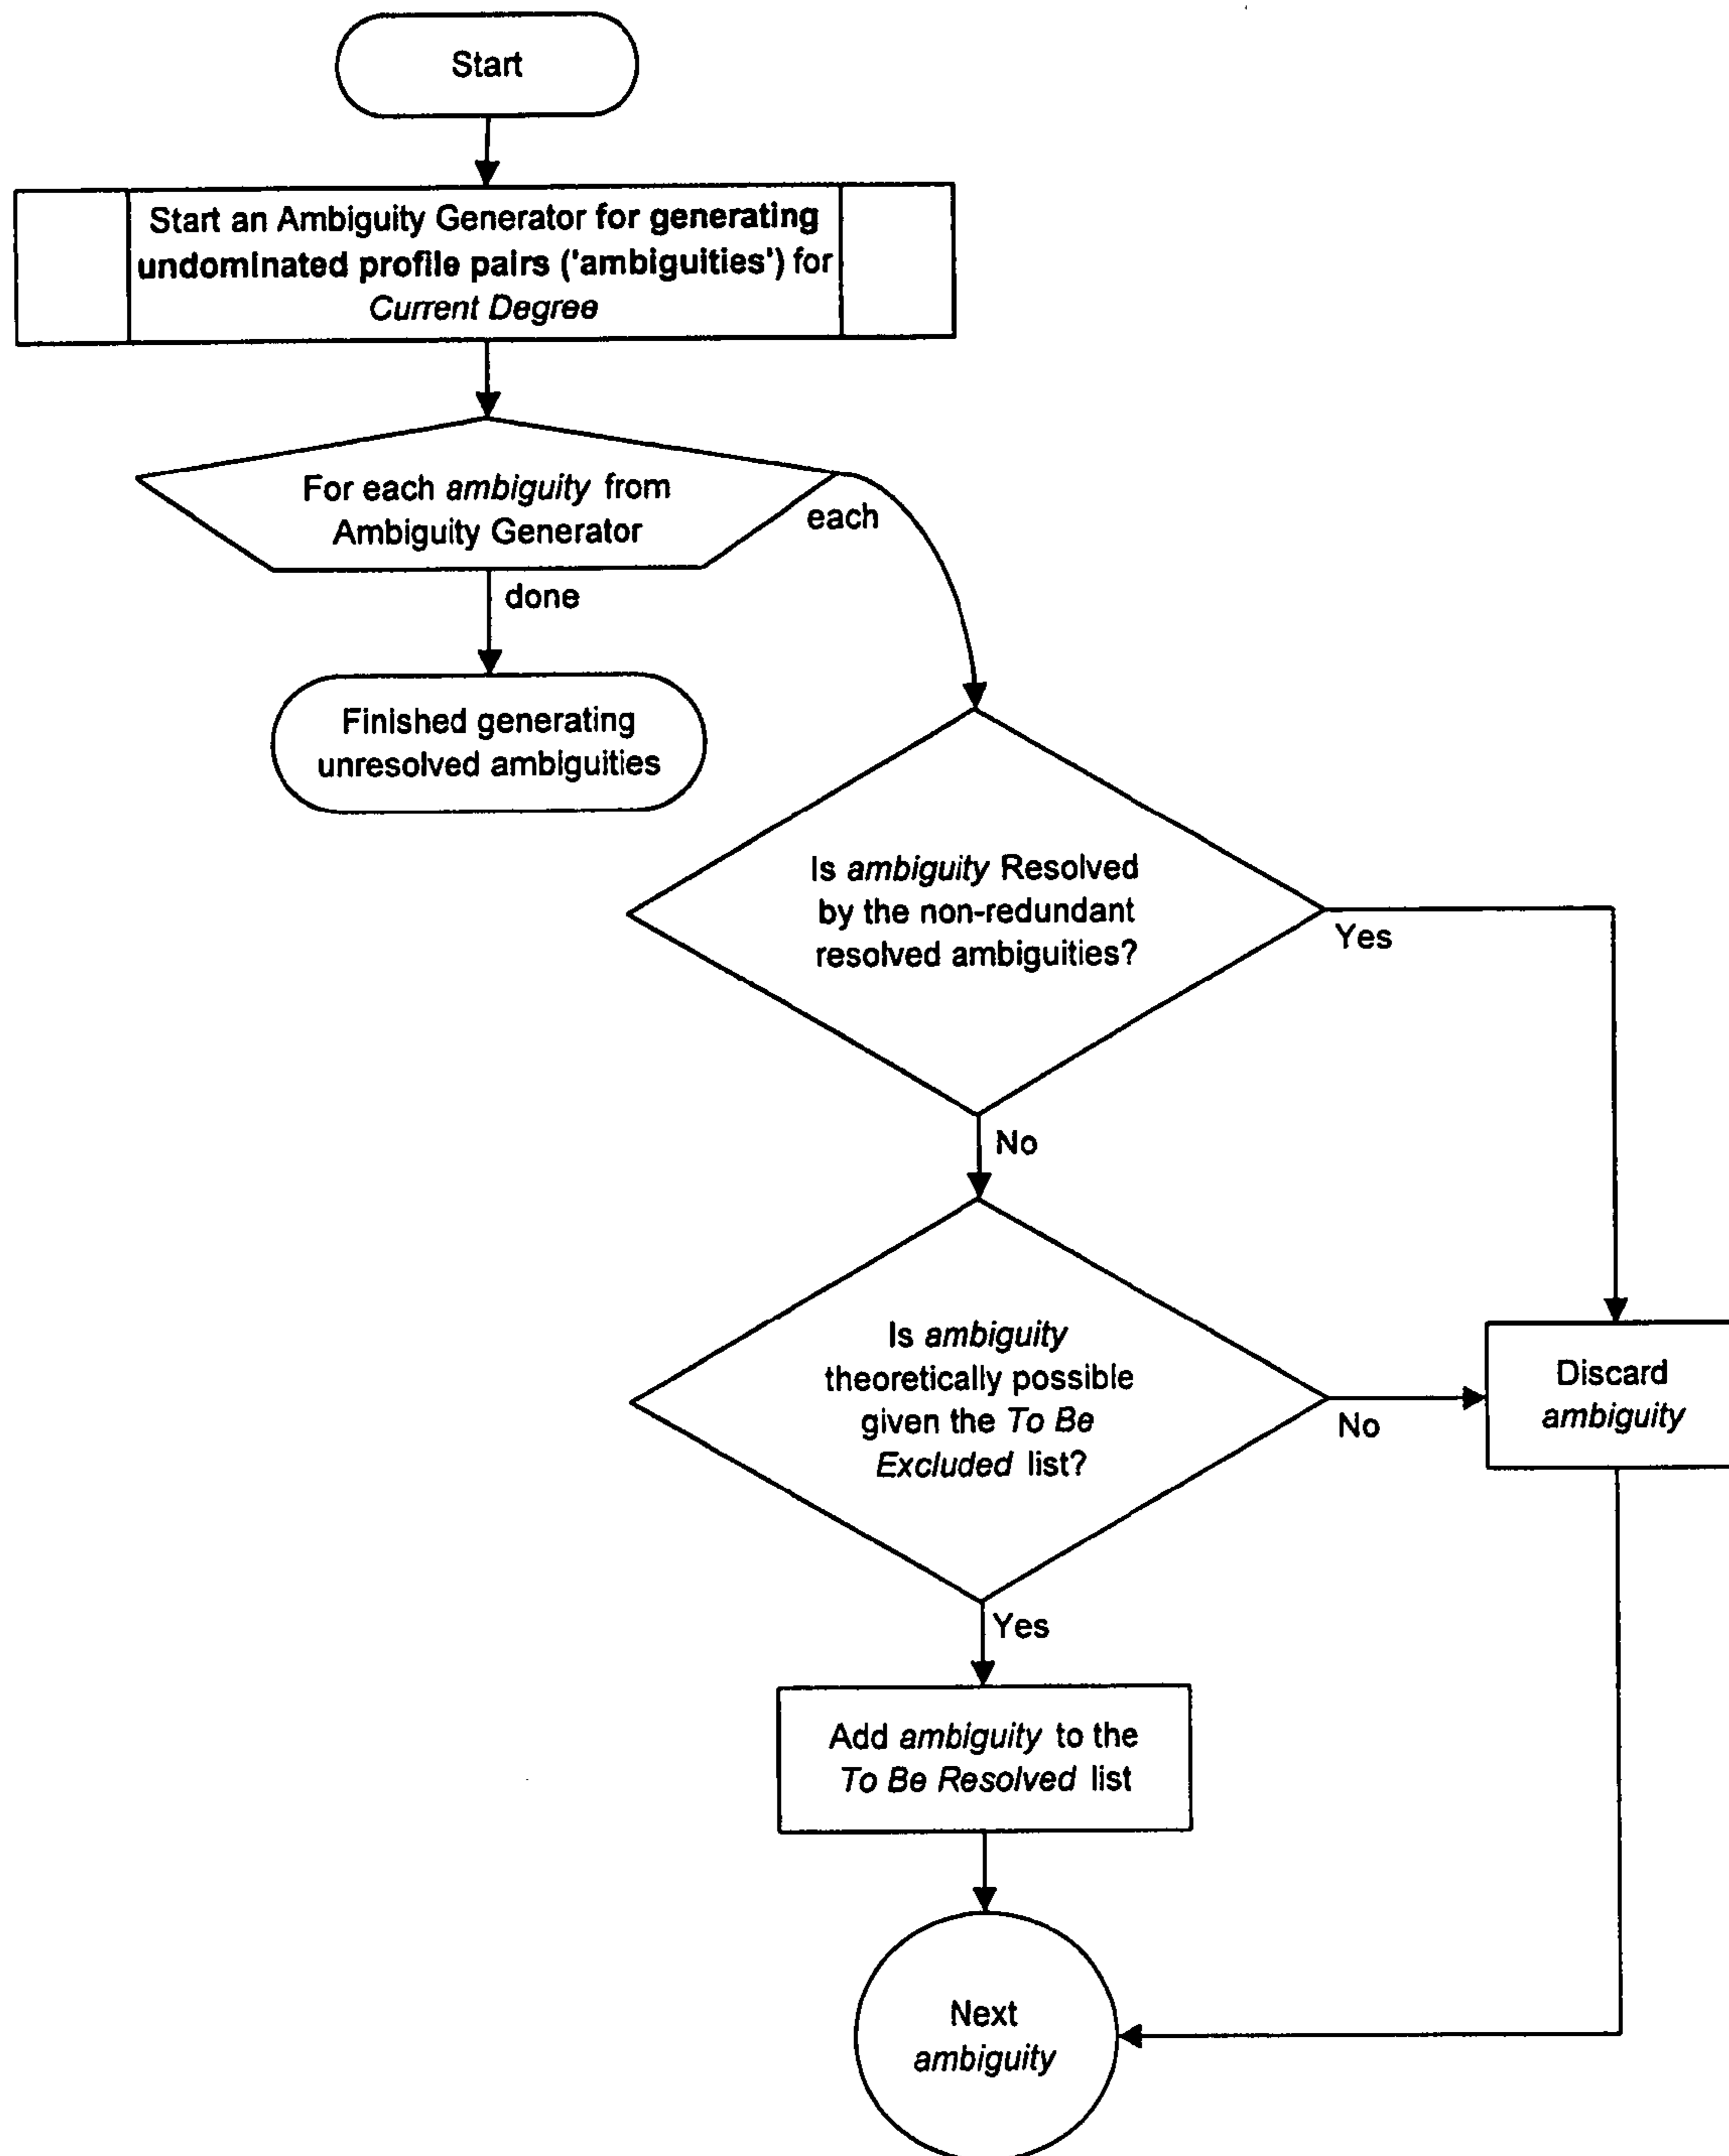 Start
Start an Ambiguity Generator for generating
undominated profile pairs ('ambiguities') for
Current Degree
For each ambiguity from
Ambiguity Generator
each
done
Finished generating
unresolved ambiguities
Is ambiguity Resolved
by the non-redundant
resolved ambiguities?
Yes
No
Is ambiguity
theoretically possible
given the To Be
Excluded list?
No
Discard
ambiguity
Yes
Add ambiguity to the
To Be Resolved list
Next
ambiguity